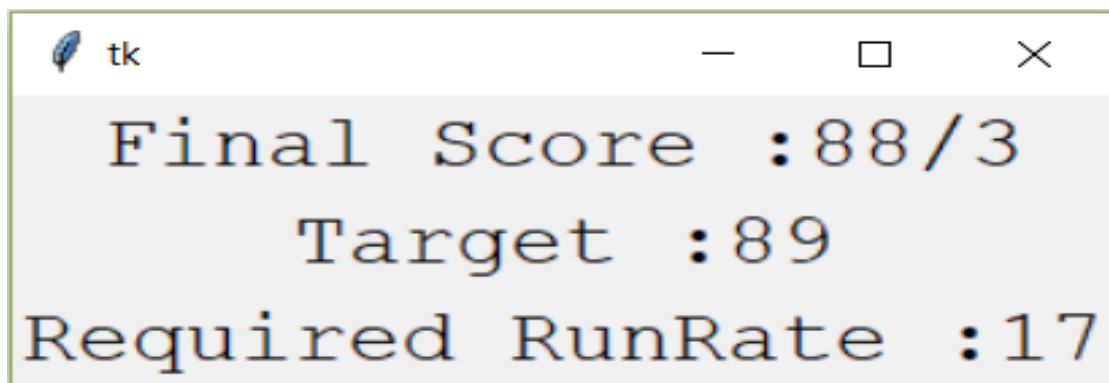 tk
Final Score :88/3
Target :89
Required RunRate :17